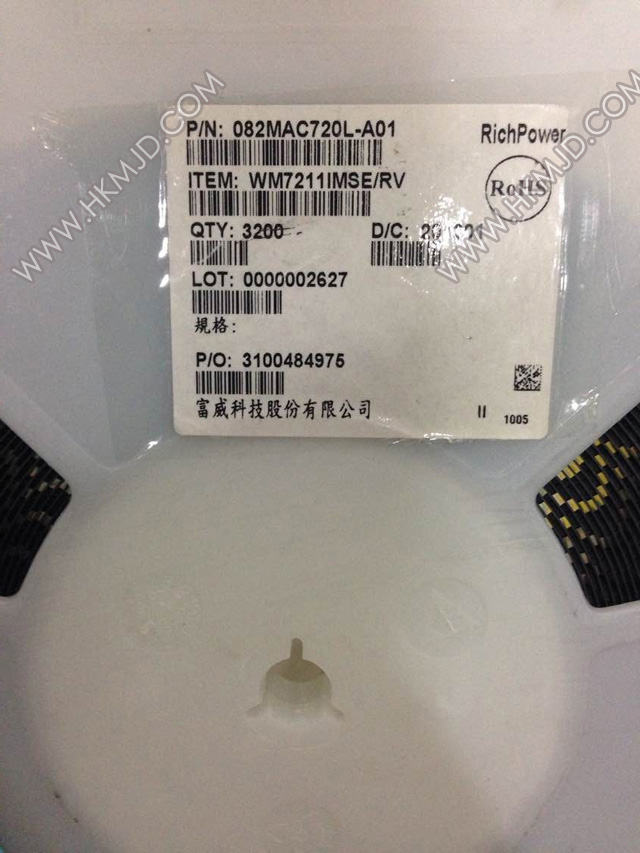 P/N: 082MAC720L-A01
RichPower
ITEM: WM7211IMSE/RV
RoHS
QTY: 3200
D/C:
LOT: 0000002627
規格:
P/O: 3100484975
富威科技股份有限公司
II
1005
WWW.HKMJD.COM
WWW.HKMJD.COM